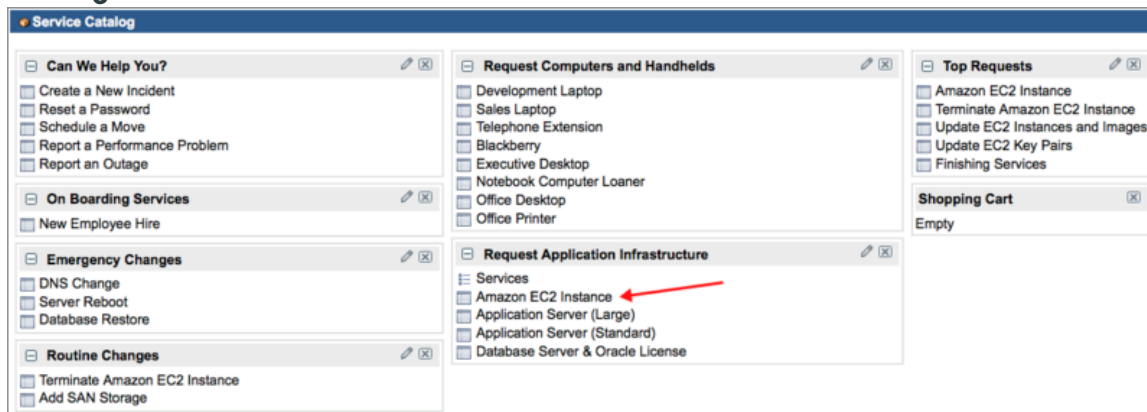 Service Catalog
Can We Help You?
Create a New Incident
Reset a Password
Schedule a Move
Report a Performance Problem
Report an Outage
On Boarding Services
New Employee Hire
Emergency Changes
DNS Change
Server Reboot
Database Restore
Routine Changes
Terminate Amazon EC2 Instance
Add SAN Storage
Request Computers and Handhelds
Development Laptop
Sales Laptop
Telephone Extension
Blackberry
Executive Desktop
Notebook Computer Loaner
Office Desktop
Office Printer
Request Application Infrastructure
Services
Amazon EC2 Instance
Application Server (Large)
Application Server (Standard)
Database Server & Oracle License
Top Requests
Amazon EC2 Instance
Terminate Amazon EC2 Instance
Update EC2 Instances and Images
Update EC2 Key Pairs
Finishing Services
Shopping Cart
Empty